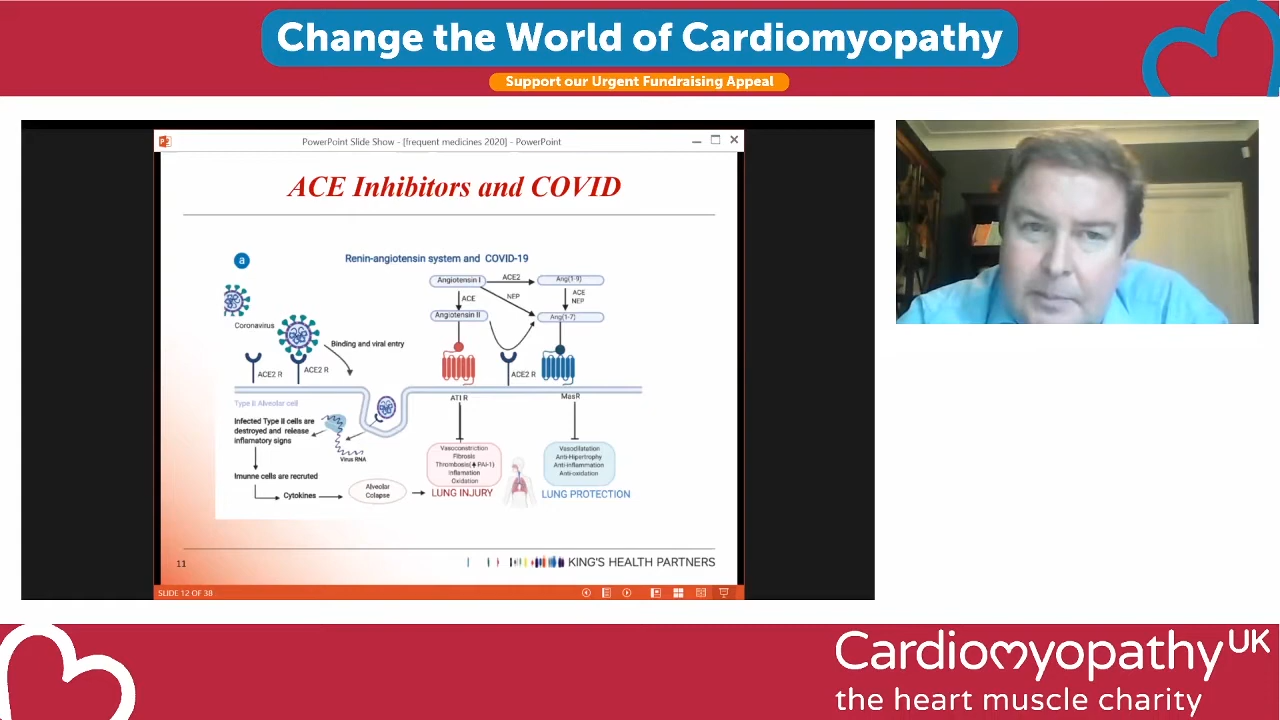 Change the World of Cardiomyopathy
Support our Urgent Fundraising Appeal
PowerPoint Slide Show - [frequent medicines 2020] - PowerPoint
ACE Inhibitors and COVID
a
Renin-angiotensin system and COVID-19
Angiotensin I
ACE2
Ang(1-9)
ACE
NEP
ACE
NEP
Angiotensin II
Ang(1-7)
Coronavirus
Binding and viral entry
ACE2 R
ACE2 R
ACE2 R
Type II Alveolar cell
ATI R
MasR
Infected Type II cells are
destroyed and release
inflamatory signs
Virus RNA
Imunne cells are recruted
Cytokines
Alveolar
Colapse
Vasoconstriction
Fibrosis
Thrombosis(⬆PAI-1)
Inflamation
Oxidation
LUNG INJURY
Vasodilatation
Anti-Hipertrophy
Anti-inflammation
Anti-oxidation
LUNG PROTECTION
11
KING'S HEALTH PARTNERS
SLIDE 12 OF 38
Cardiomyopathy UK
the heart muscle charity